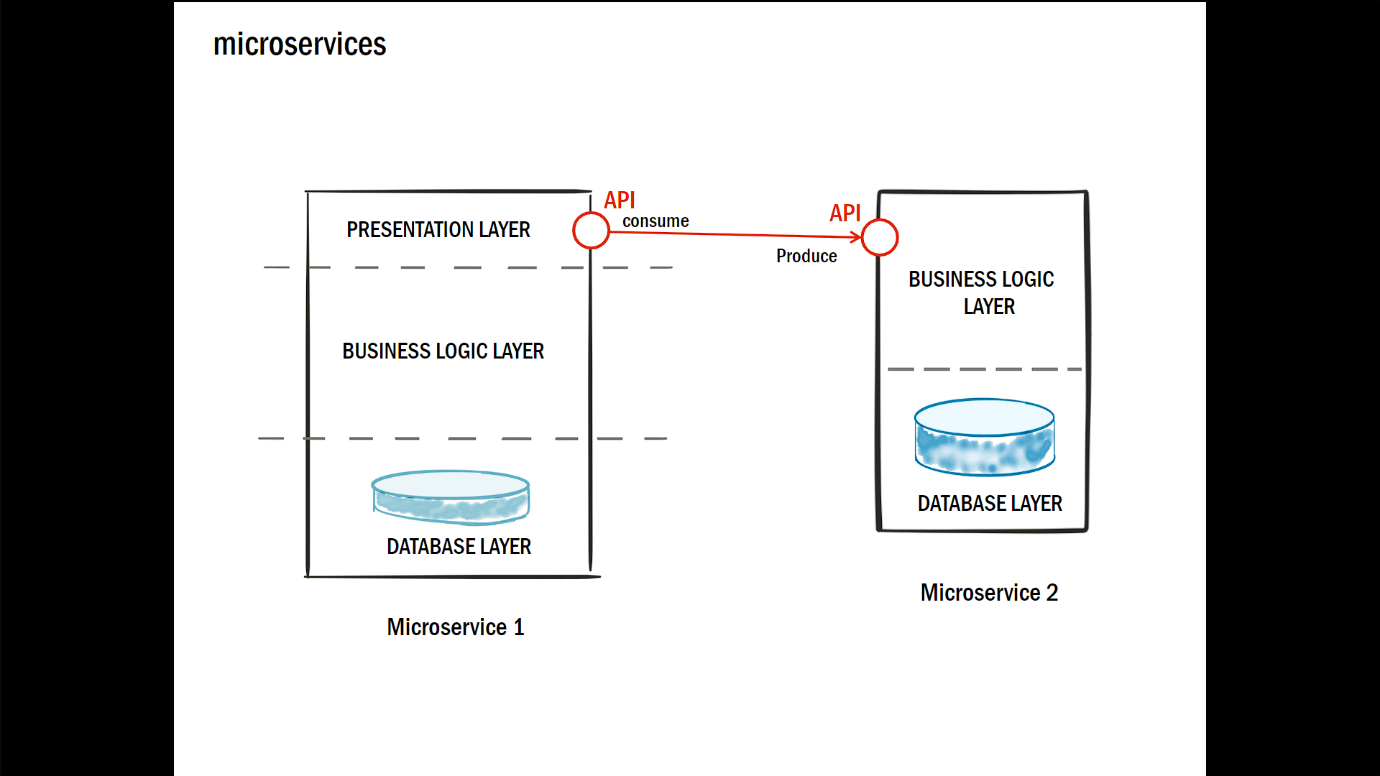 microservices
API
consume
PRESENTATION LAYER
API
Produce
BUSINESS LOGIC
LAYER
BUSINESS LOGIC LAYER
DATABASE LAYER
DATABASE LAYER
Microservice 2
Microservice 1